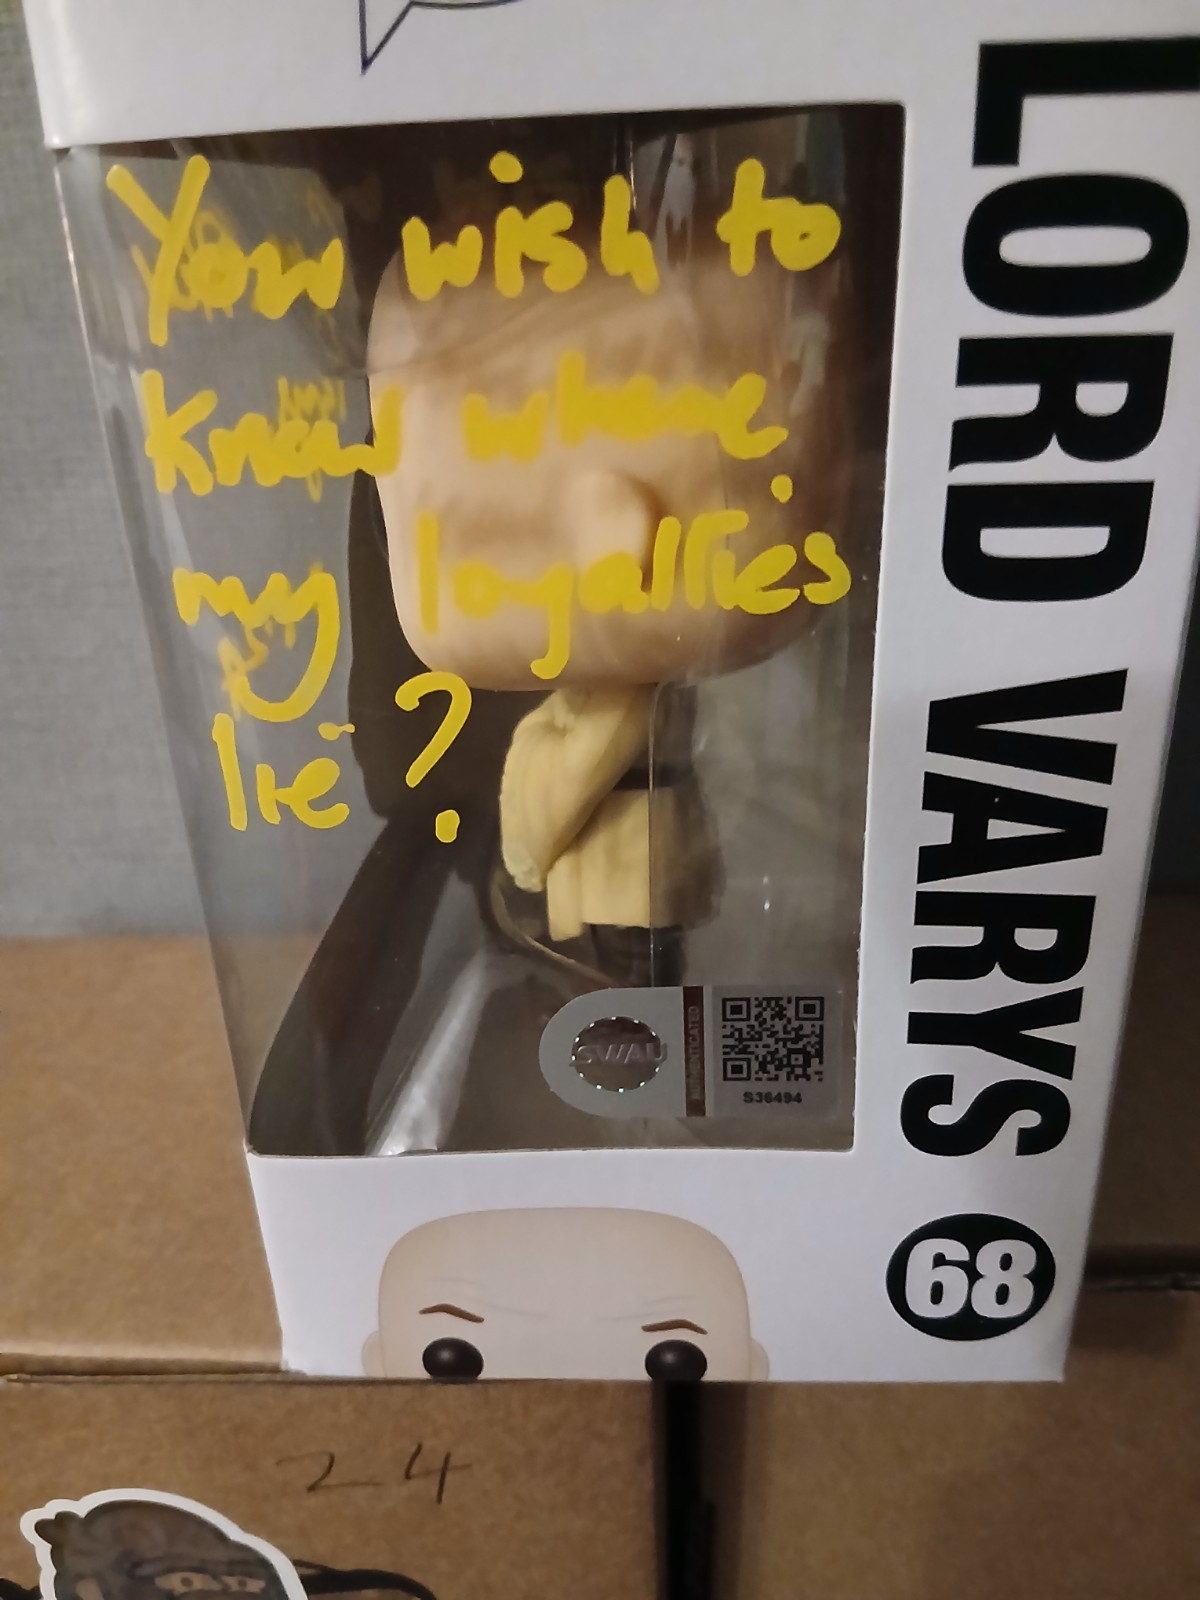 You wish to
know where
my loyalties
lie?
LORD VARYS
68
SWAU
AUTHENTICATED
S36494
24